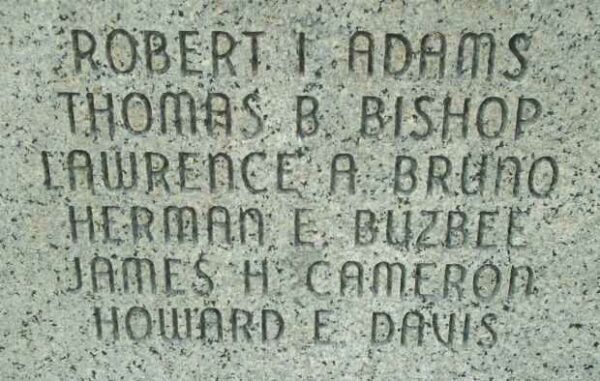 ROBERT I ADAMS
THOMAS B. BISHOP
LAWRENCE A BRUNO
HERMAN E. BUZBEE
JAMES H. CAMERON
HOWARD E. DAVIS